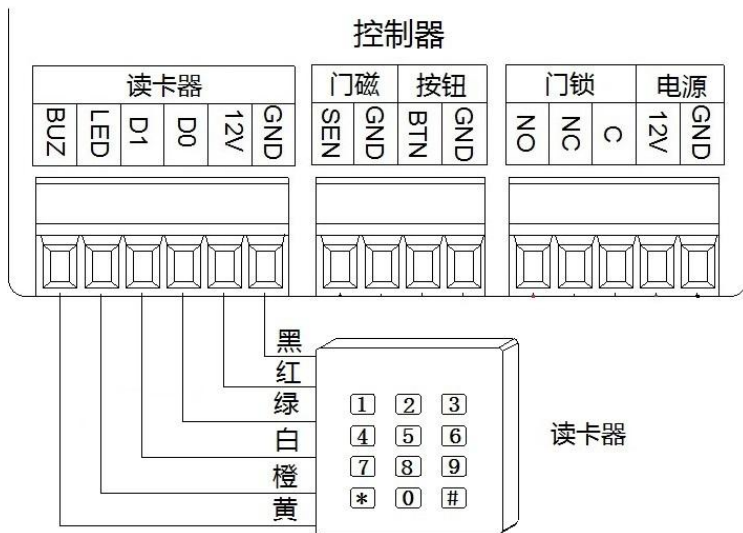 控制器
读卡器 门磁 按钮 门锁 电源
BUZ LED D1 D0 12V GND SEN GND BTN GND NO NC C 12V GND
黑
红
绿
白
橙
黄
1 2 3
4 5 6
7 8 9
* 0 #
读卡器